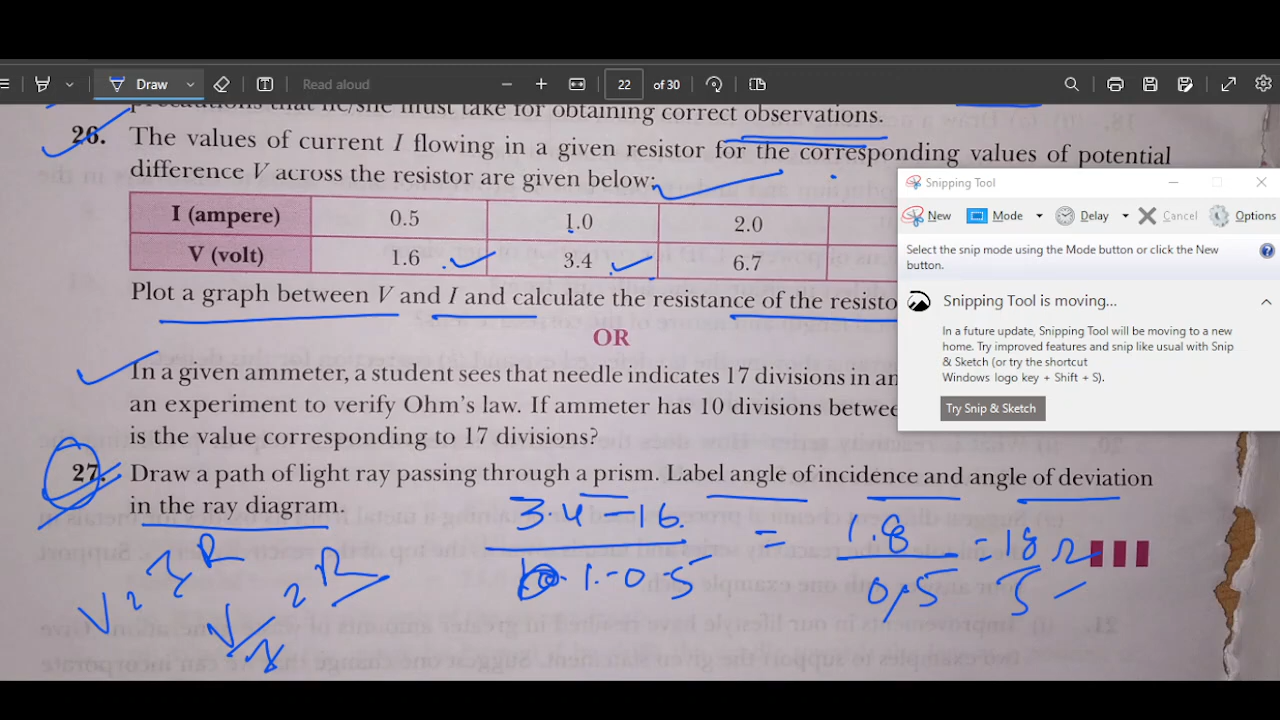 Draw
Read aloud
22 of 30
precautions that he/she must take for obtaining correct observations.
26. The values of current I flowing in a given resistor for the corresponding values of potential
difference V across the resistor are given below:
I (ampere) 0.5 1.0 2.0
V (volt) 1.6 3.4 6.7
Plot a graph between V and I and calculate the resistance of the resisto
OR
In a given ammeter, a student sees that needle indicates 17 divisions in an
an experiment to verify Ohm's law. If ammeter has 10 divisions betwee
is the value corresponding to 17 divisions?
27. Draw a path of light ray passing through a prism. Label angle of incidence and angle of deviation
in the ray diagram.
3.4 - 1.6 = 1.8 = 18 Ω
1 - 0.5 0.5 5
V = I R
V = R
I
Snipping Tool
New Mode Delay Cancel Options
Select the snip mode using the Mode button or click the New
button.
Snipping Tool is moving...
In a future update, Snipping Tool will be moving to a new
home. Try improved features and snip like usual with Snip
& Sketch (or try the shortcut
Windows logo key + Shift + S).
Try Snip & Sketch